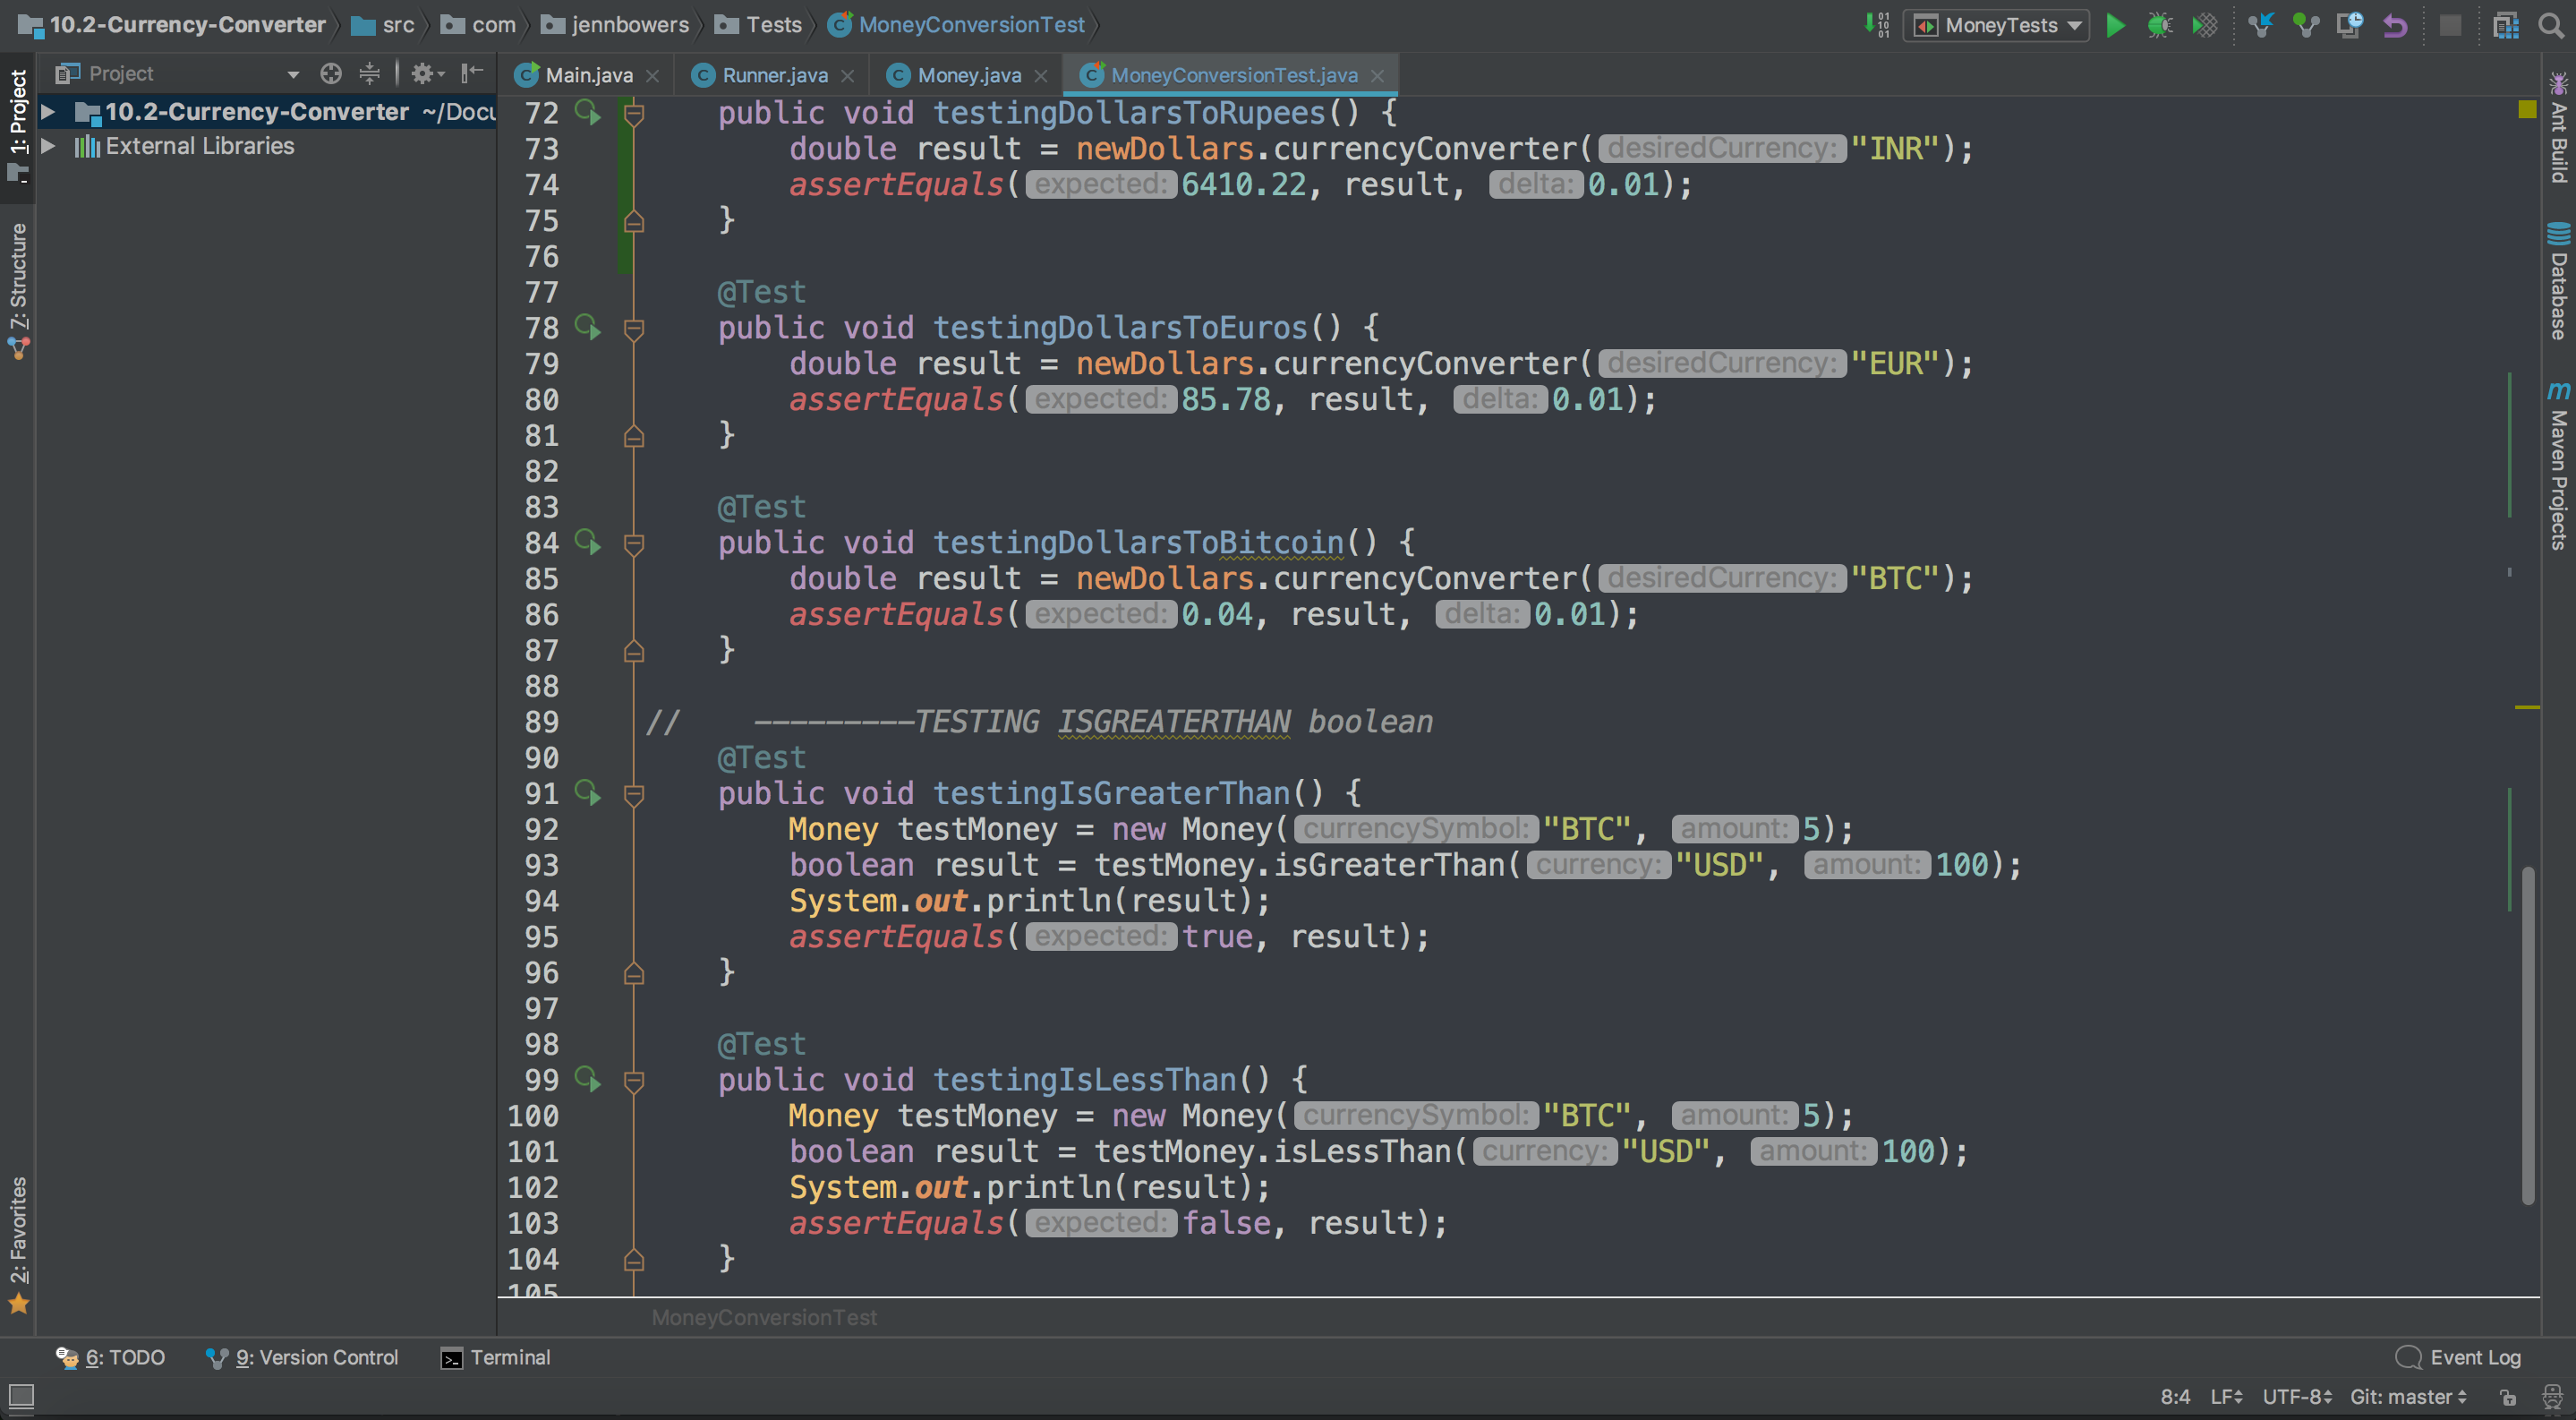 10.2-Currency-Converter src com jennbowers Tests MoneyConversionTest MoneyTests
Project
Main.java Runner.java Money.java MoneyConversionTest.java
10.2-Currency-Converter ~/Docu
External Libraries
1: Project
7: Structure
2: Favorites
72 public void testingDollarsToRupees() {
73 double result = newDollars.currencyConverter( desiredCurrency: "INR");
74 assertEquals( expected: 6410.22, result, delta: 0.01);
75 }
76
77 @Test
78 public void testingDollarsToEuros() {
79 double result = newDollars.currencyConverter( desiredCurrency: "EUR");
80 assertEquals( expected: 85.78, result, delta: 0.01);
81 }
82
83 @Test
84 public void testingDollarsToBitcoin() {
85 double result = newDollars.currencyConverter( desiredCurrency: "BTC");
86 assertEquals( expected: 0.04, result, delta: 0.01);
87 }
88
89 // ---------TESTING ISGREATERTHAN boolean
90 @Test
91 public void testingIsGreaterThan() {
92 Money testMoney = new Money( currencySymbol: "BTC", amount: 5);
93 boolean result = testMoney.isGreaterThan( currency: "USD", amount: 100);
94 System.out.println(result);
95 assertEquals( expected: true, result);
96 }
97
98 @Test
99 public void testingIsLessThan() {
100 Money testMoney = new Money( currencySymbol: "BTC", amount: 5);
101 boolean result = testMoney.isLessThan( currency: "USD", amount: 100);
102 System.out.println(result);
103 assertEquals( expected: false, result);
104 }
105
MoneyConversionTest
Ant Build
Database
Maven Projects
6: TODO 9: Version Control Terminal Event Log
8:4 LF UTF-8 Git: master